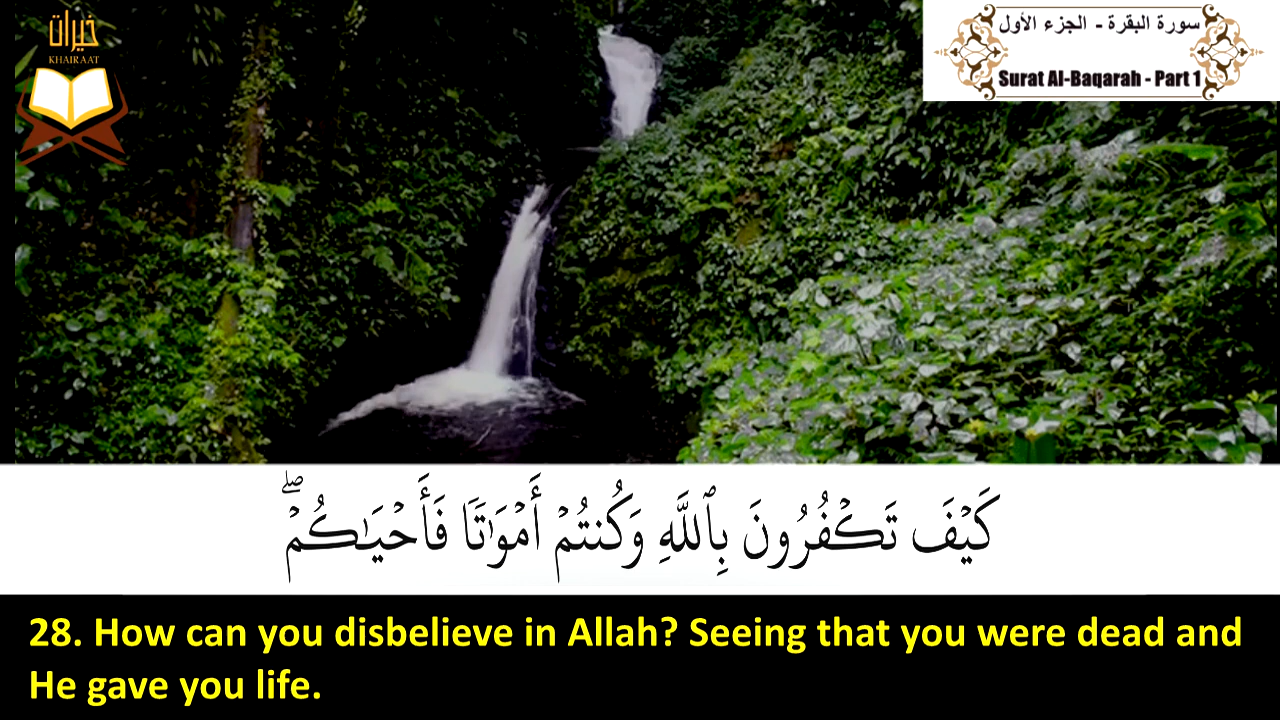 خيرات
KHAIRAAT
سورة البقرة - الجزء الأول
Surat Al-Baqarah - Part 1
كَيۡفَ تَكۡفُرُونَ بِٱللَّهِ وَكُنتُمۡ أَمۡوَٰتٗا فَأَحۡيَٰكُمۡۖ
28. How can you disbelieve in Allah? Seeing that you were dead and
He gave you life.